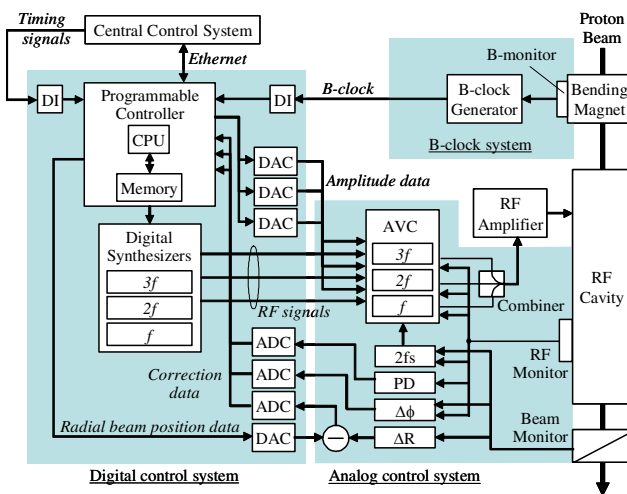 Timing
signals
Central Control System
Ethernet
Proton
Beam
B-monitor
DI
Programmable
Controller
CPU
Memory
DI
B-clock
B-clock
Generator
Bending
Magnet
B-clock system
DAC
DAC
DAC
Amplitude data
RF
Amplifier
Digital
Synthesizers
3f
2f
f
RF signals
AVC
3f
2f
f
Combiner
RF
Cavity
RF
Monitor
ADC
ADC
ADC
DAC
Correction
data
Radial beam position data
2fs
PD
Δϕ
ΔR
−
Beam
Monitor
Digital control system
Analog control system